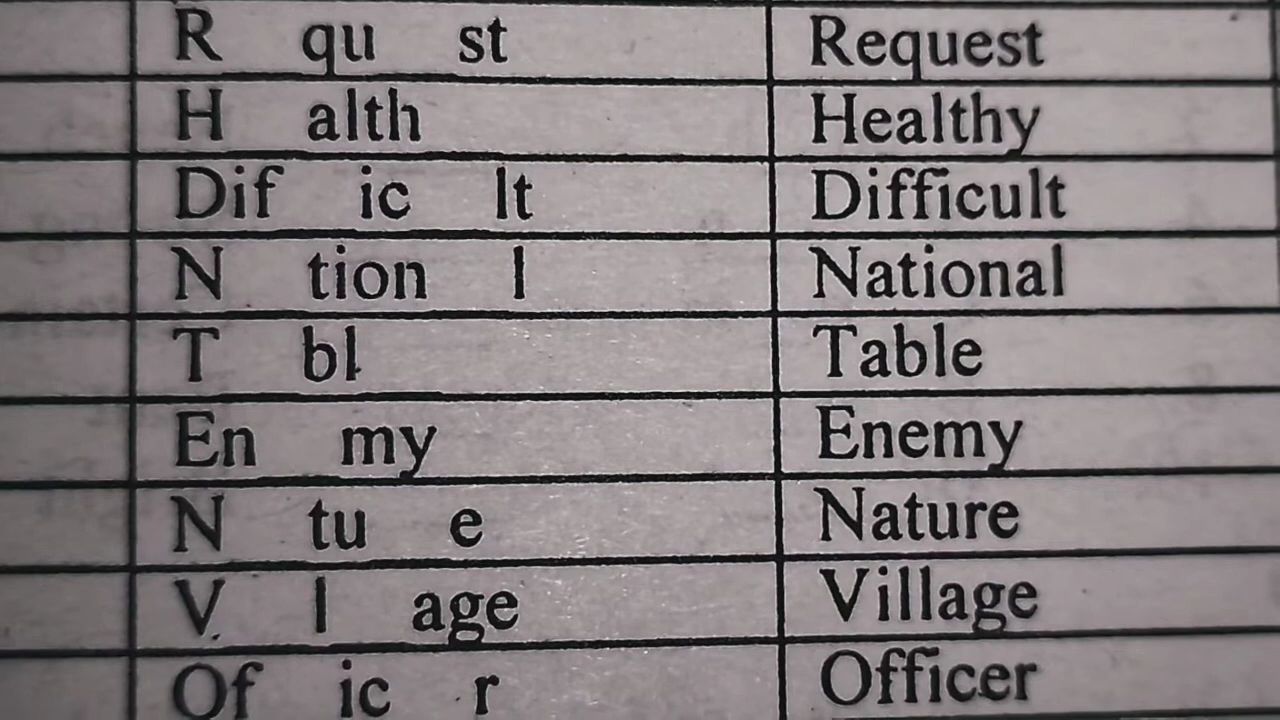 R qu st Request
H alth Healthy
Dif ic lt Difficult
N tion l National
T bl Table
En my Enemy
N tu e Nature
V l age Village
Of ic r Officer